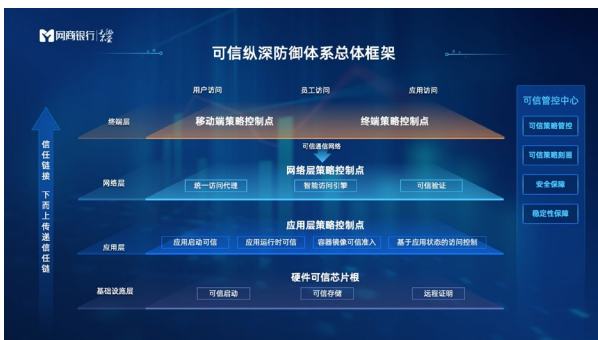 网商银行
可信纵深防御体系总体框架
用户访问 员工访问 应用访问
终端层 移动端策略控制点 终端策略控制点
可信通信网络
网络层策略控制点
网络层 统一访问代理 智能访问引擎 可信验证
应用层策略控制点
应用层 应用启动可信 应用运行时可信 容器镜像可信准入 基于应用状态的访问控制
硬件可信芯片根
基础设施层 可信启动 可信存储 远程证明
信任链接 下而上传递信任链
可信管控中心
可信策略管控
可信策略刻画
安全保障
稳定性保障